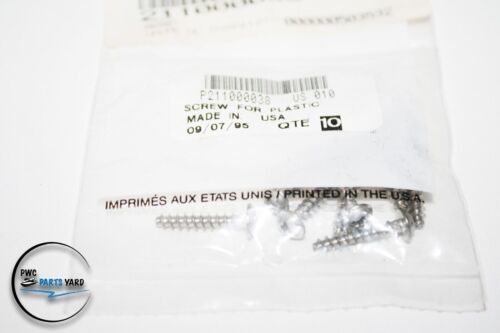 P211000038 US 010
SCREW FOR PLASTIC
MADE IN USA
09/07/95 QTE 10
IMPRIMÉS AUX ETATS UNIS / PRINTED IN THE U.S.A.
PWC
PARTS YARD